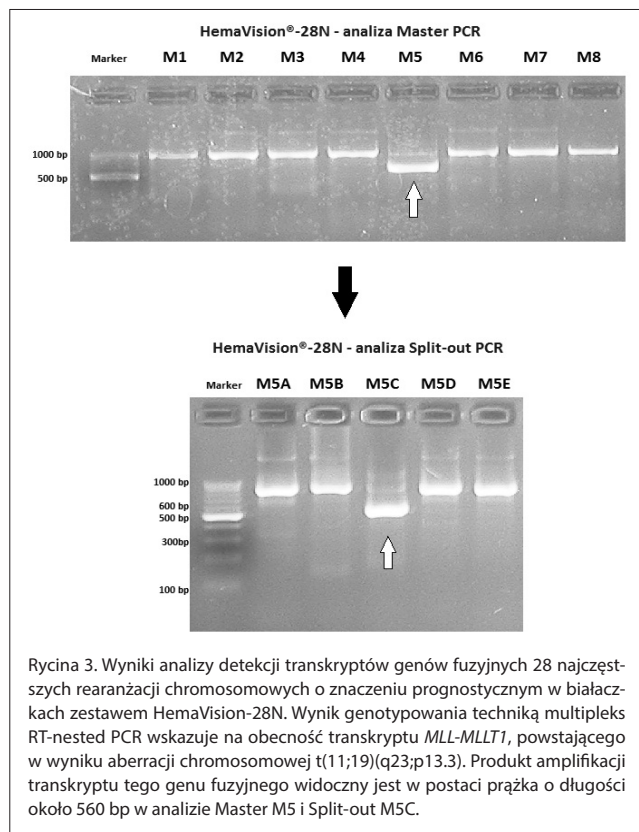 HemaVision®-28N - analiza Master PCR
Marker M1 M2 M3 M4 M5 M6 M7 M8
1000 bp
500 bp
HemaVision®-28N - analiza Split-out PCR
Marker M5A M5B M5C M5D M5E
1000 bp
600 bp
500 bp
300bp
100 bp
Rycina 3. Wyniki analizy detekcji transkryptów genów fuzyjnych 28 najczęst-
szych rearanżacji chromosomowych o znaczeniu prognostycznym w białacz-
kach zestawem HemaVision-28N. Wynik genotypowania techniką multipleks
RT-nested PCR wskazuje na obecność transkryptu MLL-MLLT1, powstającego
w wyniku aberracji chromosomowej t(11;19)(q23;p13.3). Produkt amplifikacji
transkryptu tego genu fuzyjnego widoczny jest w postaci prążka o długości
około 560 bp w analizie Master M5 i Split-out M5C.